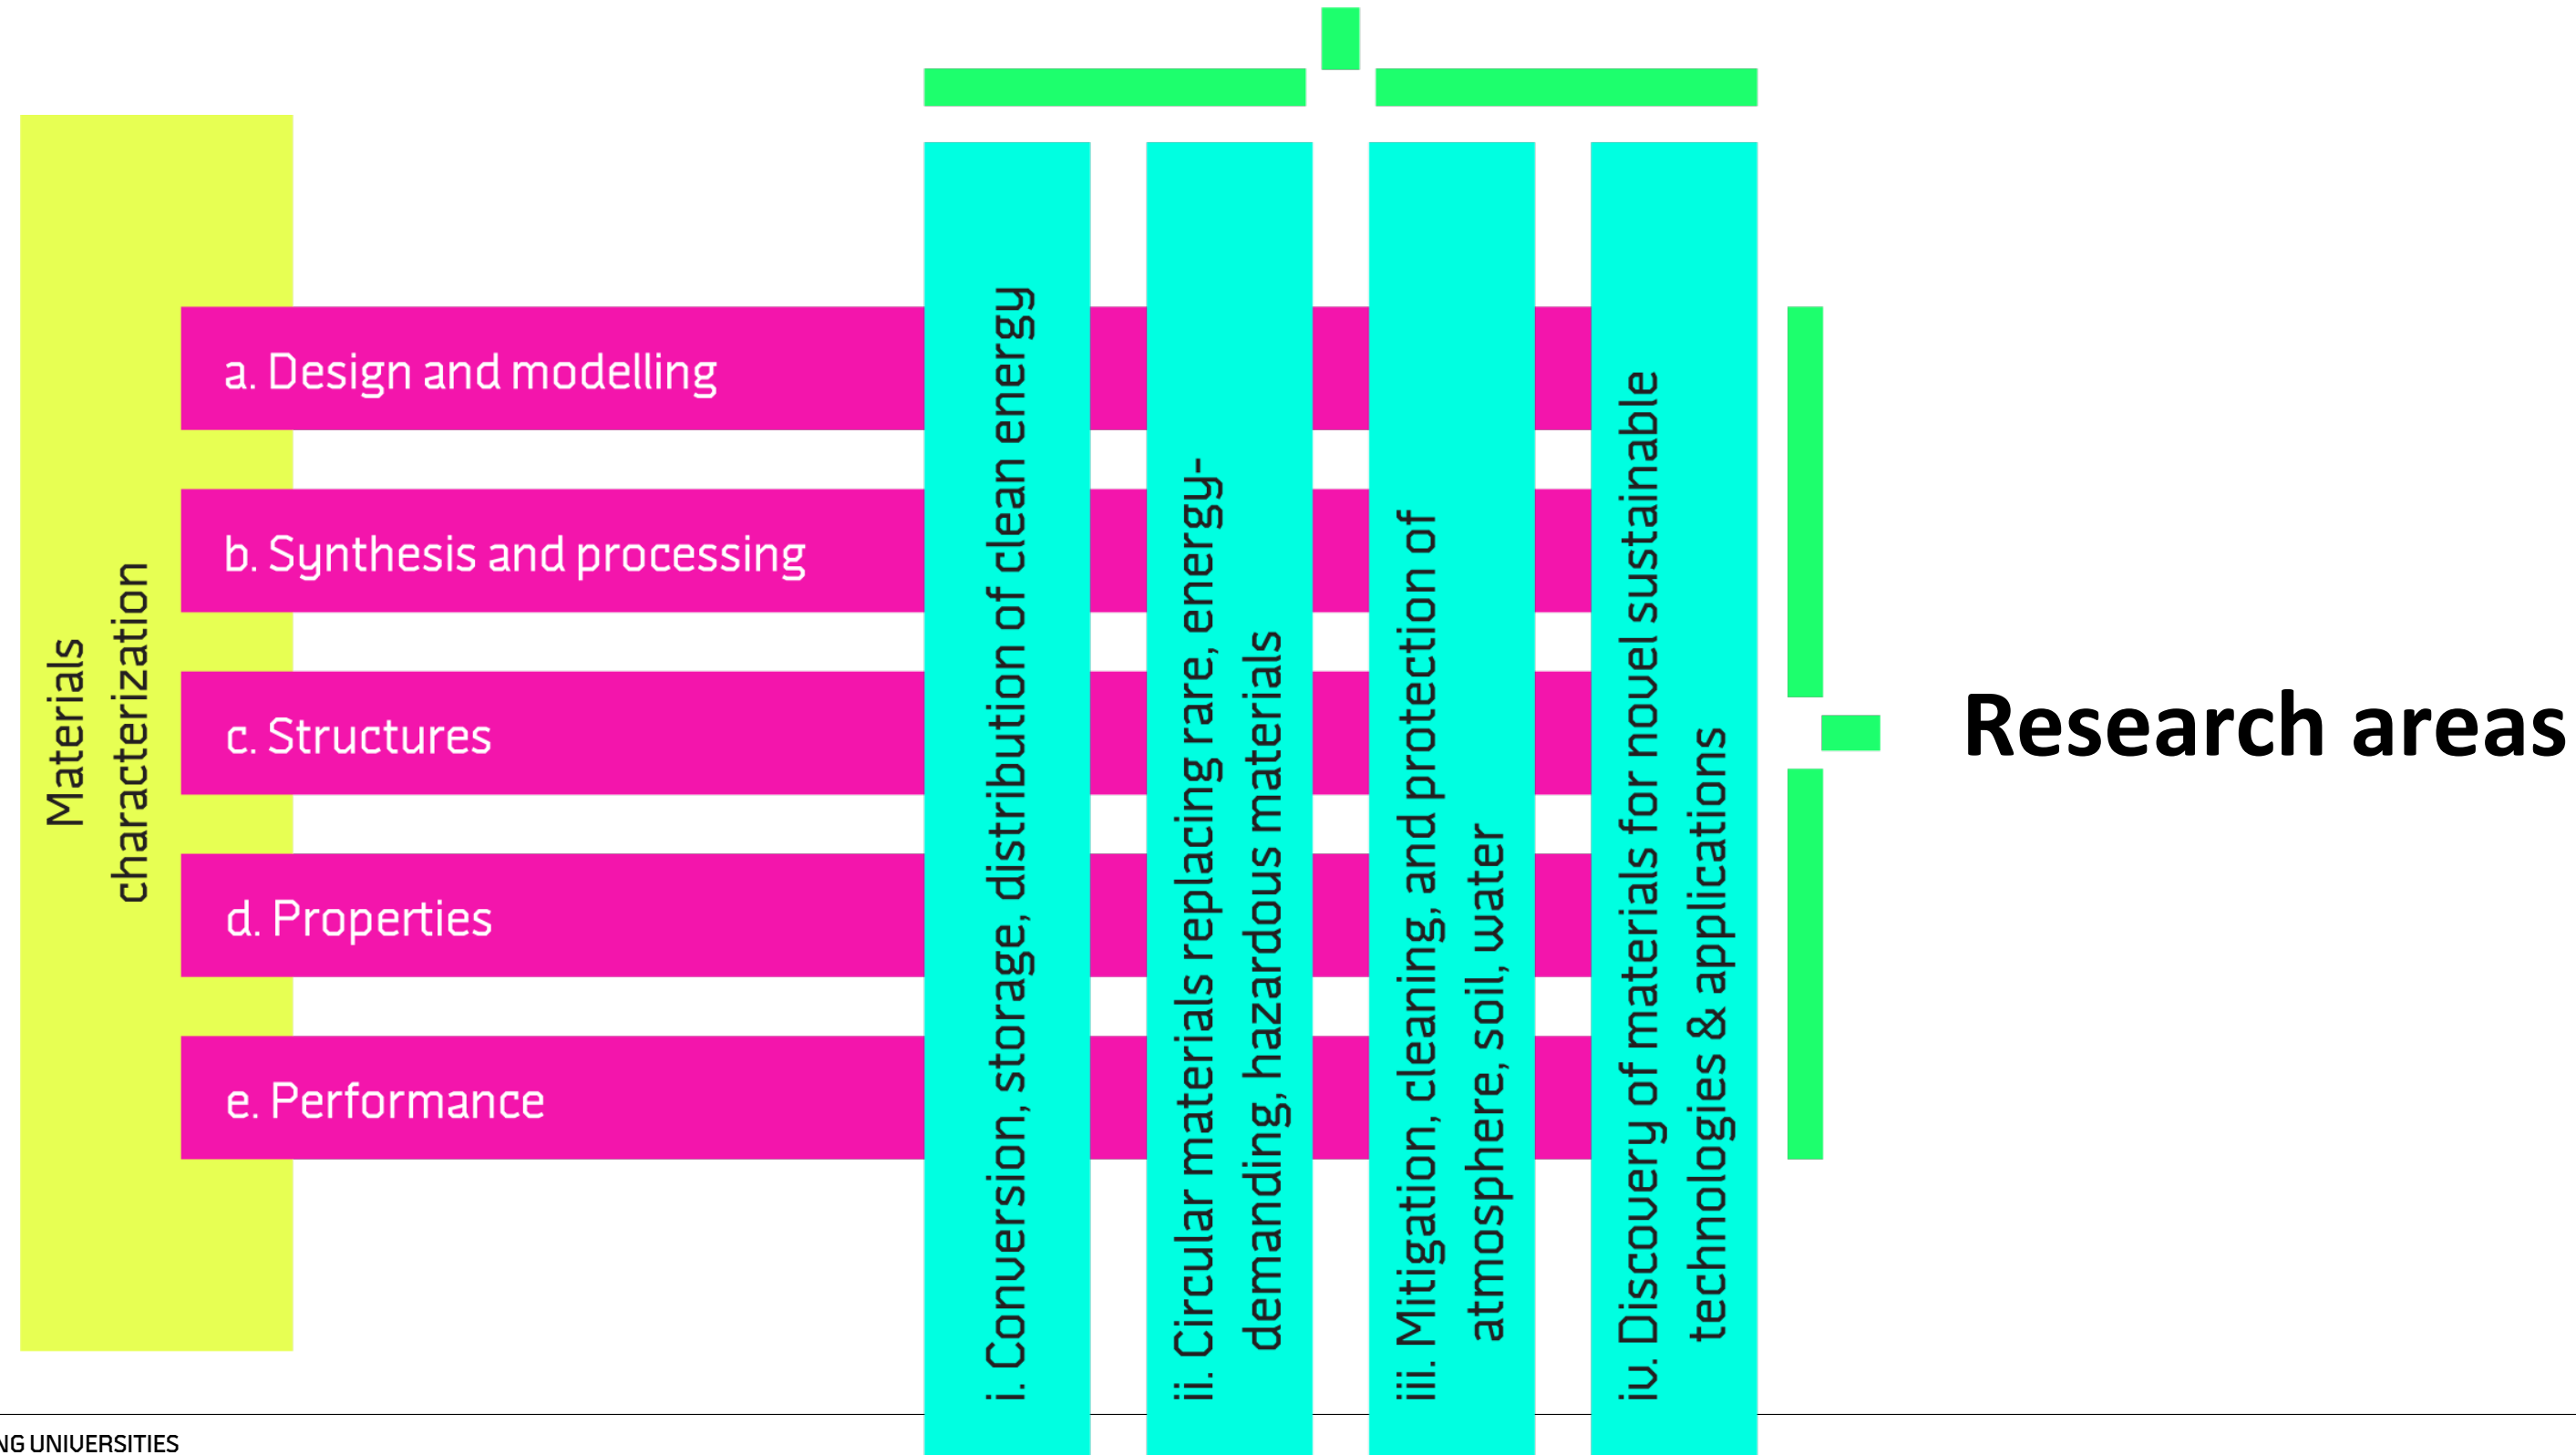 Materials
characterization
a. Design and modelling
b. Synthesis and processing
c. Structures
d. Properties
e. Performance
i. Conversion, storage, distribution of clean energy
ii. Circular materials replacing rare, energy-
demanding, hazardous materials
iii. Mitigation, cleaning, and protection of
atmosphere, soil, water
iv. Discovery of materials for novel sustainable
technologies & applications
Research areas
NG UNIVERSITIES